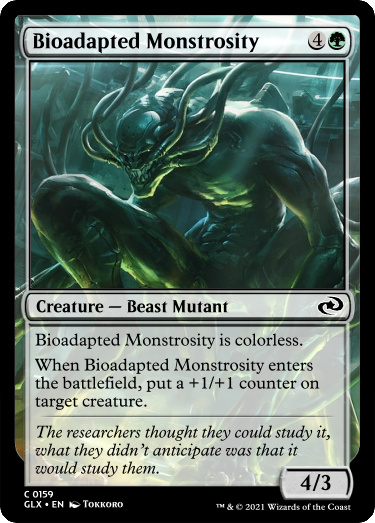 Bioadapted Monstrosity 4
Creature — Beast Mutant
Bioadapted Monstrosity is colorless.
When Bioadapted Monstrosity enters
the battlefield, put a +1/+1 counter on
target creature.
The researchers thought they could study it,
what they didn't anticipate was that it
would study them.
4/3
C 0159
GLX • EN Tokkoro
™ & © 2021 Wizards of the Coast